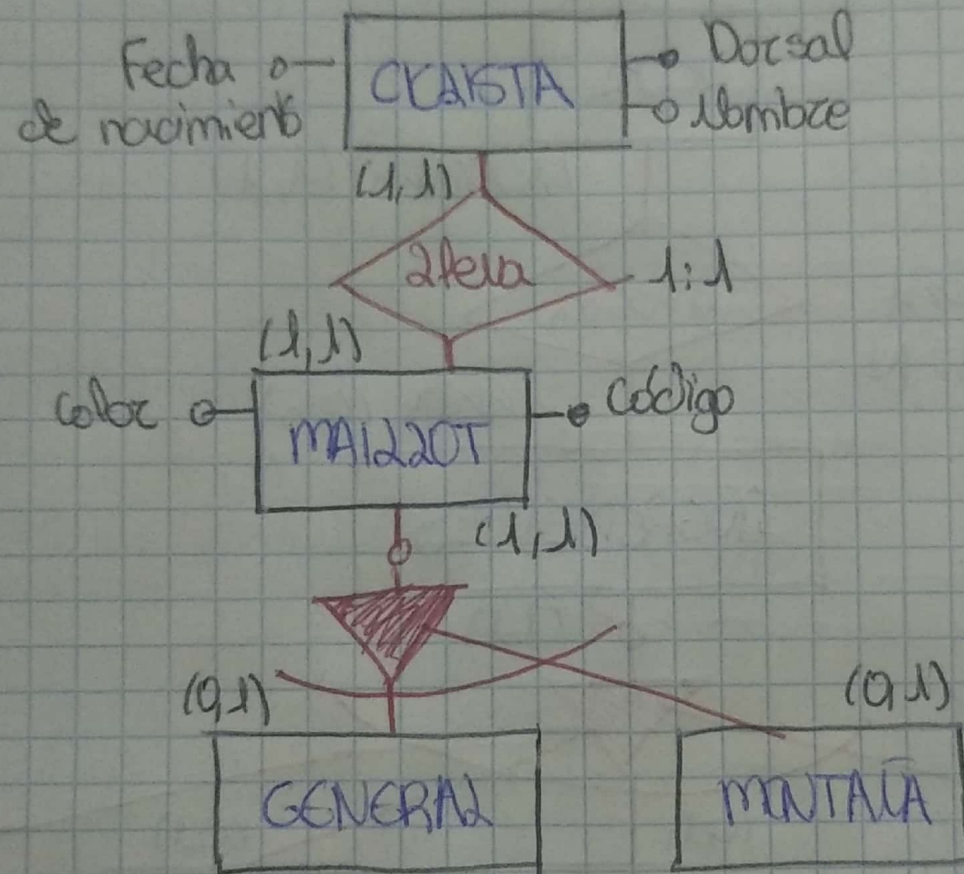 Fecha
de nacimiento
CICLISTA
Dorsal
Nombre
(1,1)
lleva
1:1
(1,1)
Color
MAILLOT
Código
(1,1)
(0,1)
(0,1)
GENERAL
MONTAÑA